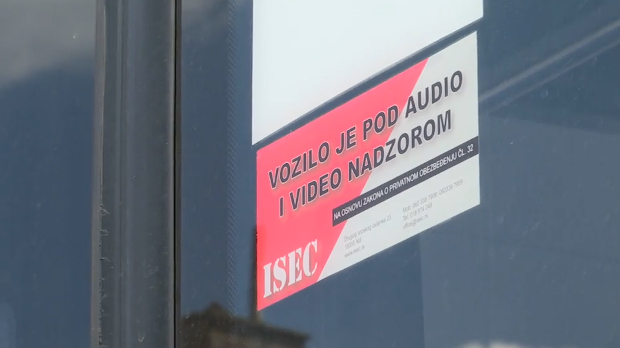 VOZILO JE POD AUDIO
I VIDEO NADZOROM
NA OSNOVU ZAKONA O PRIVATNOM OBEZBEĐENJU ČL. 32
ISEC